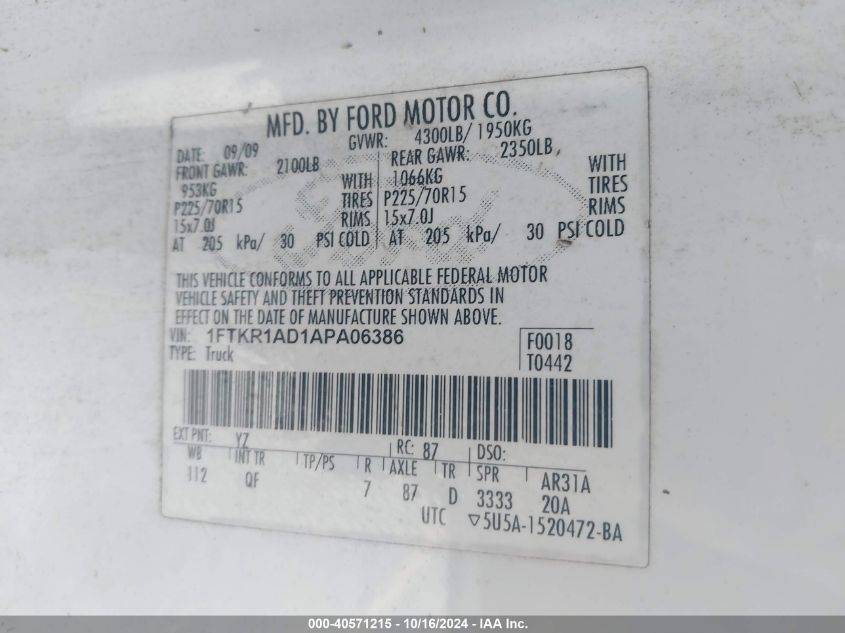 MFD. BY FORD MOTOR CO.
DATE: 09/09 GVWR: 4300LB/ 1950KG
FRONT GAWR: 2100LB REAR GAWR: 2350LB
953KG WITH 1066KG WITH
P225/70R15 TIRES P225/70R15 TIRES
15x7.0J RIMS 15x7.0J RIMS
AT 205 kPa/ 30 PSI COLD AT 205 kPa/ 30 PSI COLD
THIS VEHICLE CONFORMS TO ALL APPLICABLE FEDERAL MOTOR
VEHICLE SAFETY AND THEFT PREVENTION STANDARDS IN
EFFECT ON THE DATE OF MANUFACTURE SHOWN ABOVE.
VIN: 1FTKR1AD1APA06386 F0018
TYPE: Truck T0442
EXT PNT: YZ RC: 87 DSO:
WB INT TR TP/PS R AXLE TR SPR AR31A
112 QF 7 87 D 3333 20A
UTC ▽5U5A-1520472-BA
000-40571215 - 10/16/2024 - IAA Inc.